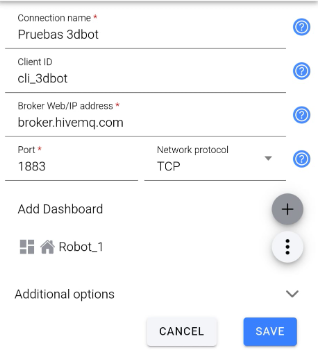 Connection name *
Pruebas 3dbot
Client ID
cli_3dbot
Broker Web/IP address *
broker.hivemq.com
Port * Network protocol
1883 TCP
Add Dashboard
Robot_1
Additional options
CANCEL SAVE